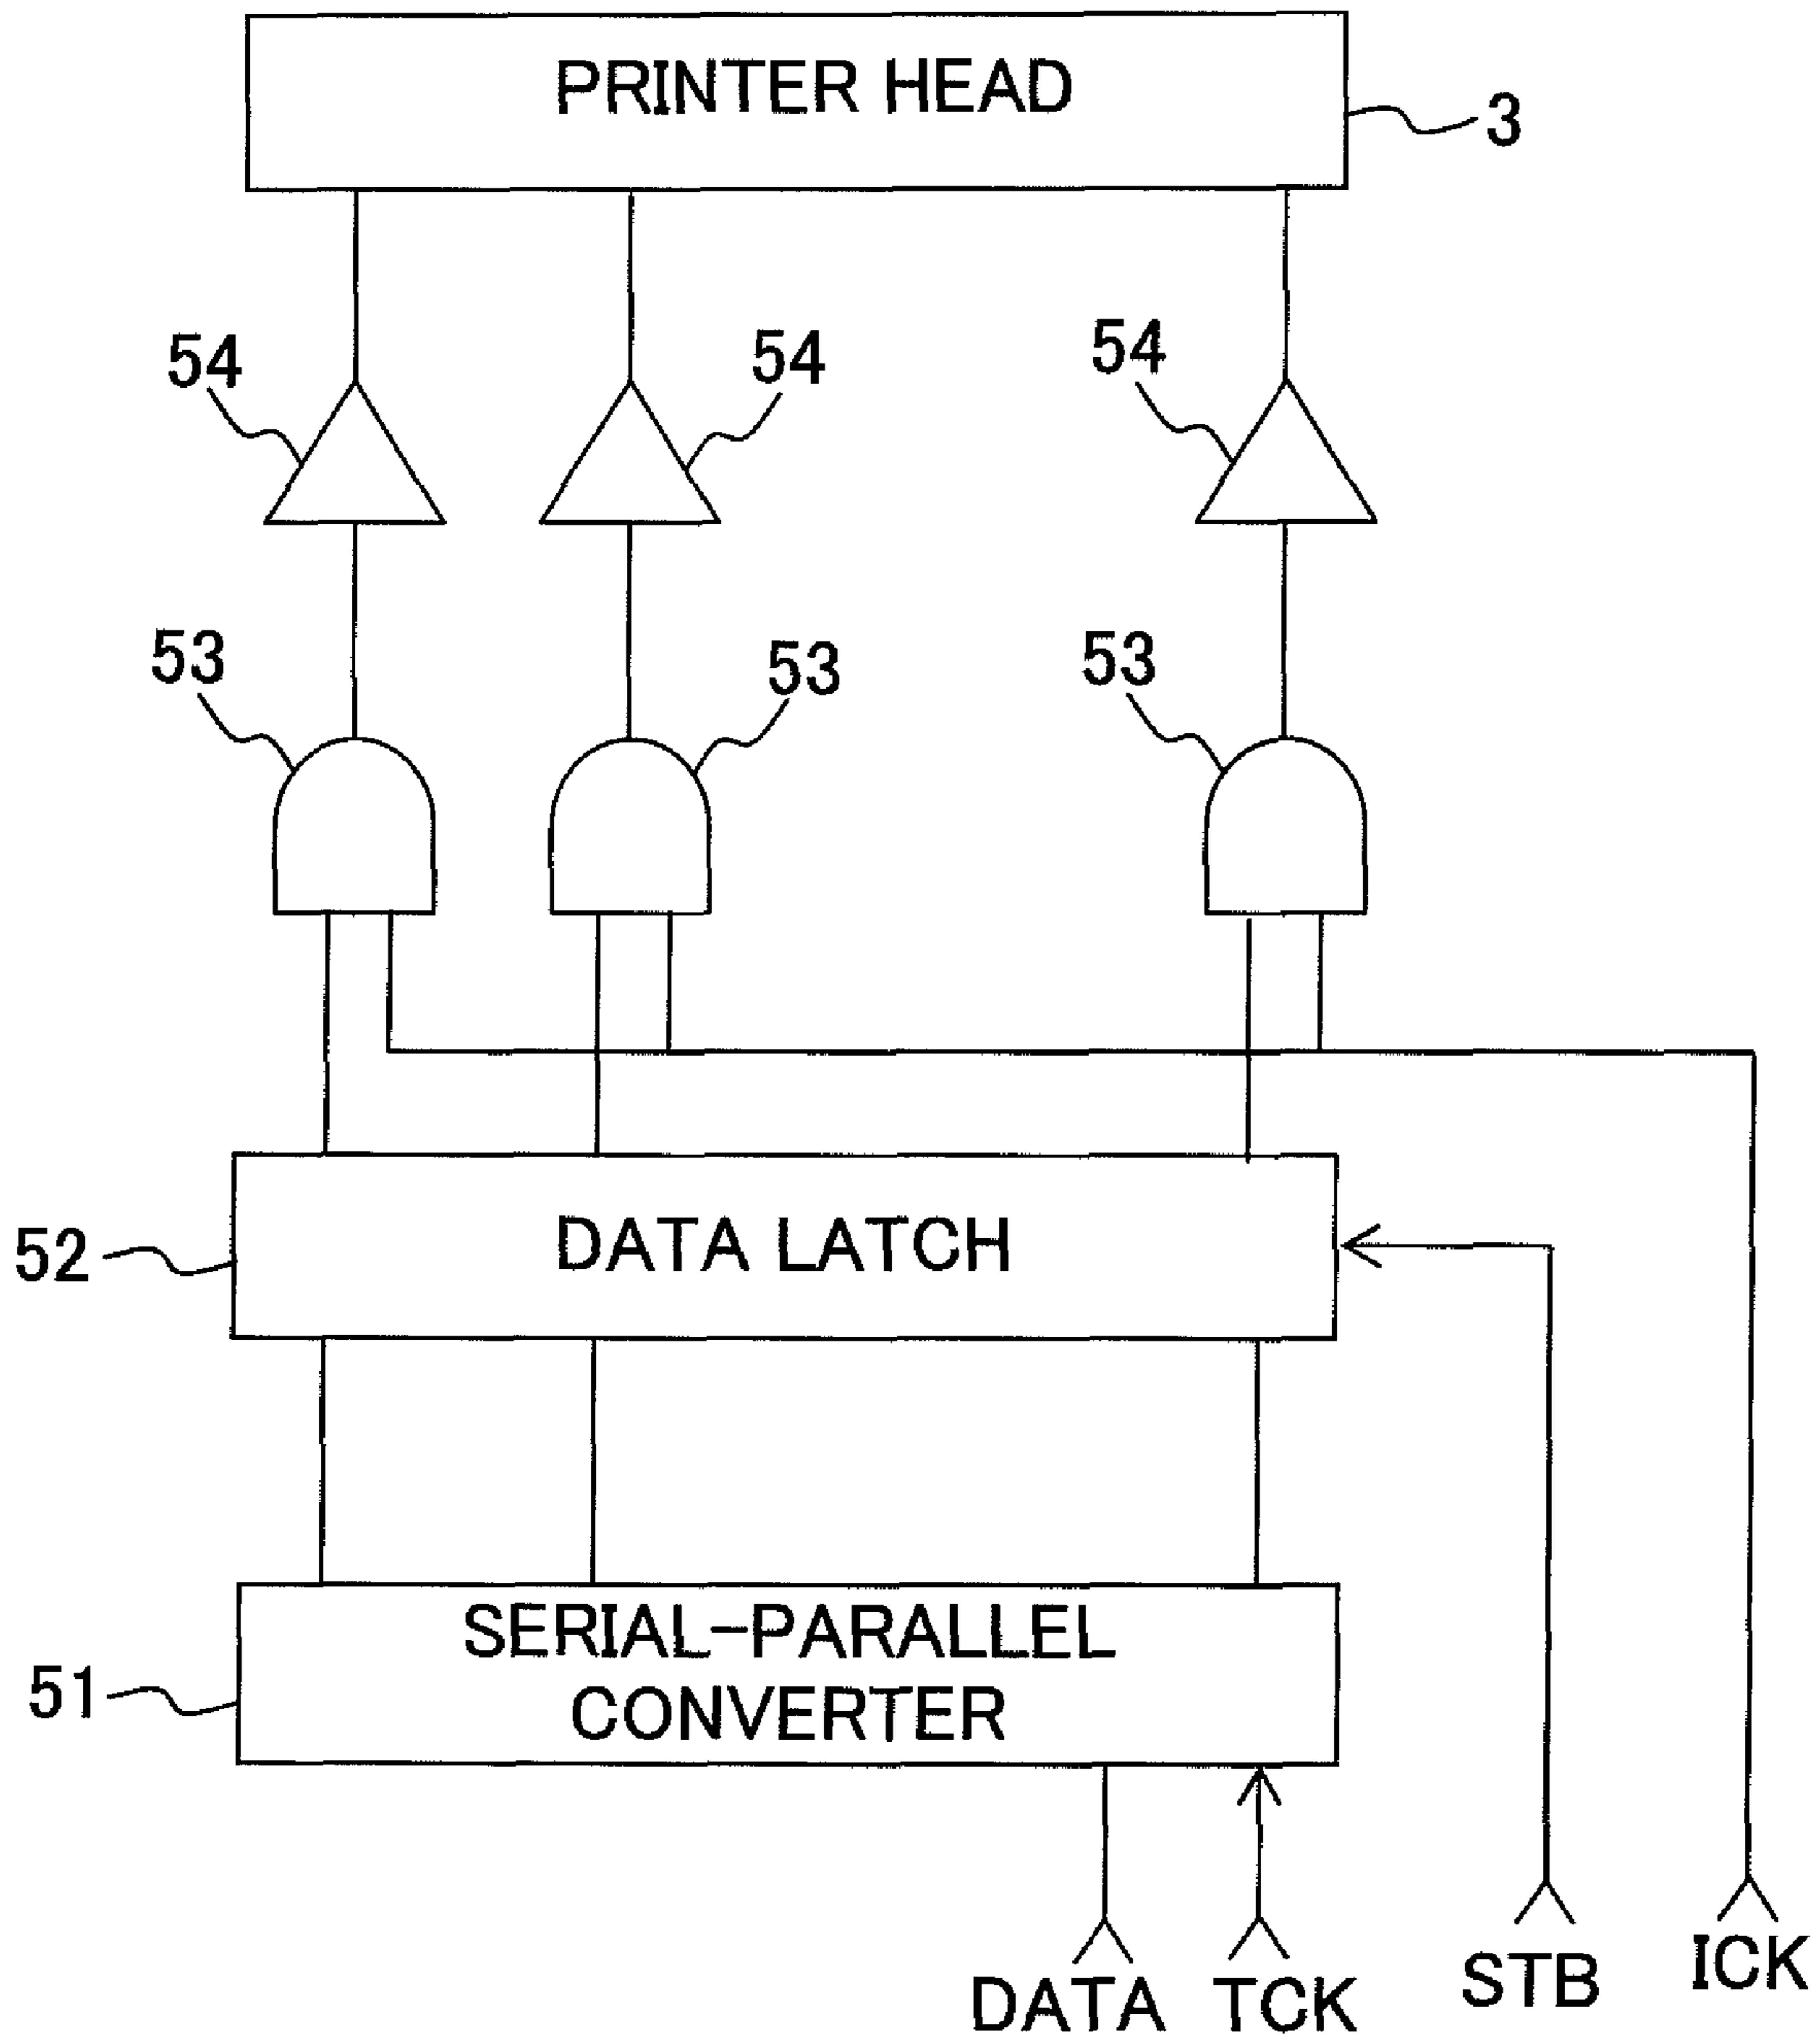 PRINTER HEAD
3
54
54
54
53
53
53
52
DATA LATCH
51
SERIAL-PARALLEL
CONVERTER
DATA
TCK
STB
ICK